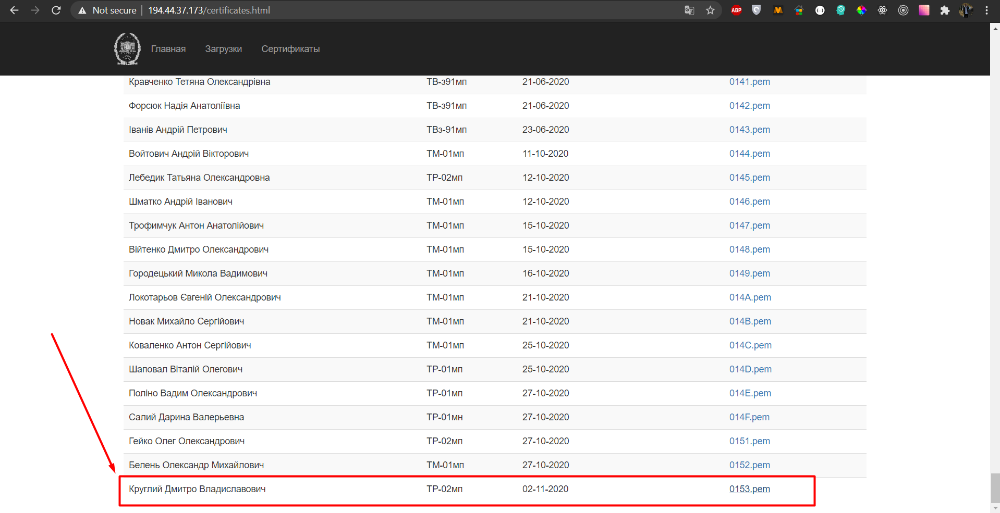 Not secure 194.44.37.173/certificates.html
ABP
Главная Загрузки Сертификаты
Кравченко Тетяна Олександрівна ТВ-з91мп 21-06-2020 0141.pem
Форсюк Надія Анатоліївна ТВ-з91мп 21-06-2020 0142.pem
Іванів Андрій Петрович ТВз-91мп 23-06-2020 0143.pem
Войтович Андрій Вікторович ТМ-01мп 11-10-2020 0144.pem
Лебедик Татьяна Олександровна ТР-02мп 12-10-2020 0145.pem
Шматко Андрій Іванович ТМ-01мп 12-10-2020 0146.pem
Трофимчук Антон Анатолійович ТМ-01мп 15-10-2020 0147.pem
Війтенко Дмитро Олександрович ТМ-01мп 15-10-2020 0148.pem
Городецький Микола Вадимович ТМ-01мп 16-10-2020 0149.pem
Локотарьов Євгеній Олександрович ТМ-01мп 21-10-2020 014A.pem
Новак Михайло Сергійович ТМ-01мп 21-10-2020 014B.pem
Коваленко Антон Сергійович ТМ-01мп 25-10-2020 014C.pem
Шаповал Віталій Олегович ТР-01мп 25-10-2020 014D.pem
Поліно Вадим Олександрович ТР-01мп 27-10-2020 014E.pem
Салий Дарина Валерьевна ТР-01мн 27-10-2020 014F.pem
Гейко Олег Олександрович ТР-02мп 27-10-2020 0151.pem
Белень Олександр Михайлович ТМ-01мп 27-10-2020 0152.pem
Круглий Дмитро Владиславович ТР-02мп 02-11-2020 0153.pem